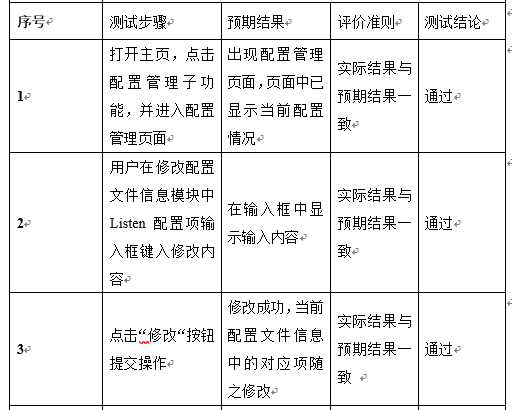 序号 测试步骤 预期结果 评价准则 测试结论
1
打开主页，点击
配置管理子功
能，并进入配置
管理页面
出现配置管理
页面，页面中已
显示当前配置
情况
实际结果与
预期结果一
致
通过
2
用户在修改配置
文件信息模块中
Listen 配置项输
入框键入修改内
容
在输入框中显
示输入内容
实际结果与
预期结果一
致
通过
3
点击“修改“按钮
提交操作
修改成功，当前
配置文件信息
中的对应项随
之修改
实际结果与
预期结果一
致
通过